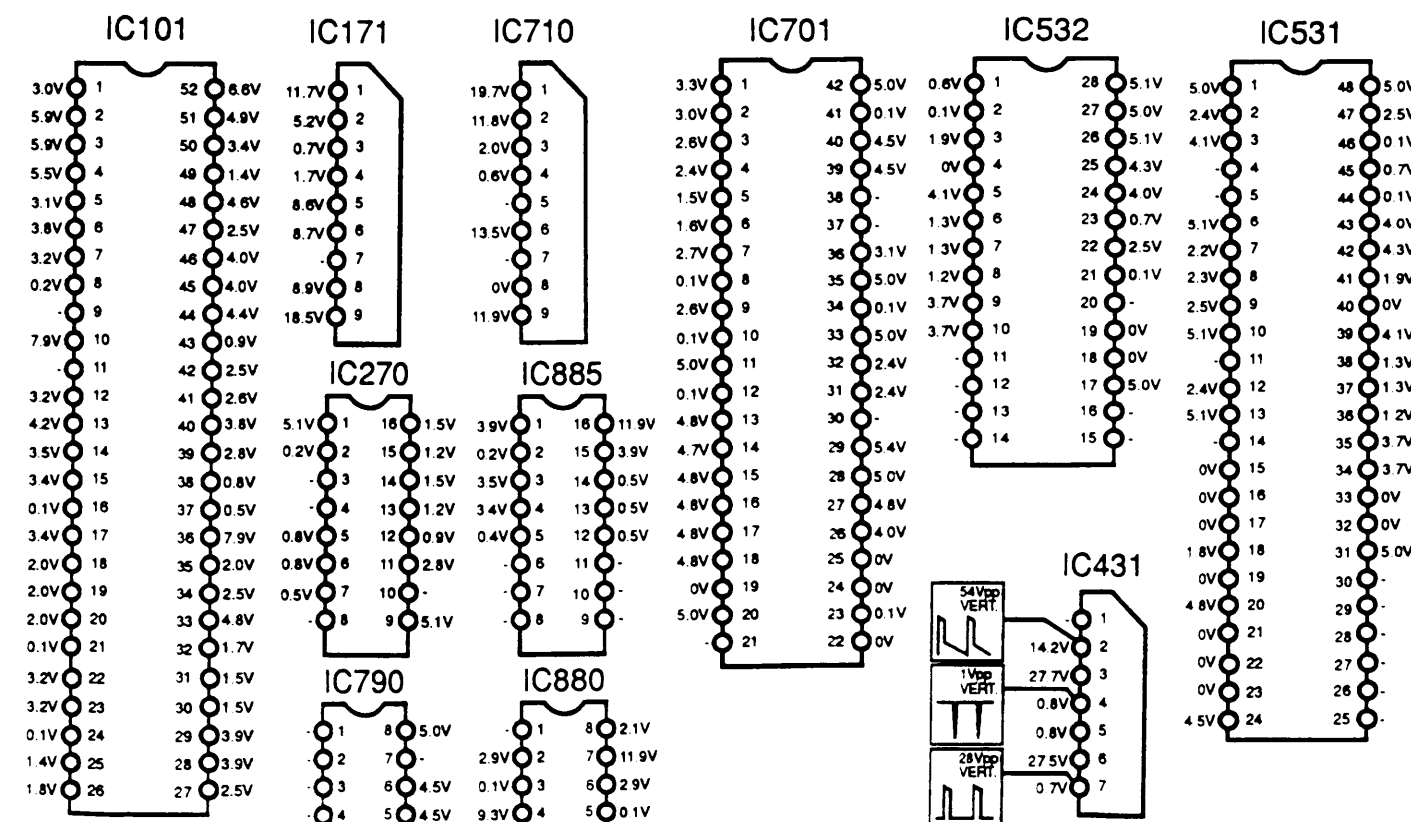 IC101 IC171 IC710 IC701 IC532 IC531
IC101
3.0V 1 52 6.6V
5.9V 2 51 4.9V
5.9V 3 50 3.4V
5.5V 4 49 1.4V
3.1V 5 48 4.6V
3.8V 6 47 2.5V
3.2V 7 46 4.0V
0.2V 8 45 4.0V
- 9 44 4.4V
7.9V 10 43 0.9V
- 11 42 2.5V
3.2V 12 41 2.6V
4.2V 13 40 3.8V
3.5V 14 39 2.8V
3.4V 15 38 0.8V
0.1V 16 37 0.5V
3.4V 17 36 7.9V
2.0V 18 35 2.0V
2.0V 19 34 2.5V
2.0V 20 33 4.8V
0.1V 21 32 1.7V
3.2V 22 31 1.5V
3.2V 23 30 1.5V
0.1V 24 29 3.9V
1.4V 25 28 3.9V
1.8V 26 27 2.5V
IC171
11.7V 1
5.2V 2
0.7V 3
1.7V 4
8.6V 5
8.7V 6
- 7
8.9V 8
18.5V 9
IC710
19.7V 1
11.8V 2
2.0V 3
0.6V 4
- 5
13.5V 6
- 7
0V 8
11.9V 9
IC270
5.1V 1 16 1.5V
0.2V 2 15 1.2V
- 3 14 1.5V
- 4 13 1.2V
0.8V 5 12 0.9V
0.8V 6 11 2.8V
0.5V 7 10 -
- 8 9 5.1V
IC885
3.9V 1 16 11.9V
0.2V 2 15 3.9V
3.5V 3 14 0.5V
3.4V 4 13 0.5V
0.4V 5 12 0.5V
- 6 11 -
- 7 10 -
- 8 9 -
IC790
- 1 8 5.0V
- 2 7 -
- 3 6 4.5V
- 4 5 4.5V
IC880
- 1 8 2.1V
2.9V 2 7 11.9V
0.1V 3 6 2.9V
9.3V 4 5 0.1V
IC701
3.3V 1 42 5.0V
3.0V 2 41 0.1V
2.6V 3 40 4.5V
2.4V 4 39 4.5V
1.5V 5 38 -
1.6V 6 37 -
2.7V 7 36 3.1V
0.1V 8 35 5.0V
2.6V 9 34 0.1V
0.1V 10 33 5.0V
5.0V 11 32 2.4V
0.1V 12 31 2.4V
4.8V 13 30 -
4.7V 14 29 5.4V
4.8V 15 28 5.0V
4.8V 16 27 4.8V
4.8V 17 26 4.0V
4.8V 18 25 0V
0V 19 24 0V
5.0V 20 23 0.1V
- 21 22 0V
IC532
0.6V 1 28 5.1V
0.1V 2 27 5.0V
1.9V 3 26 5.1V
0V 4 25 4.3V
4.1V 5 24 4.0V
1.3V 6 23 0.7V
1.3V 7 22 2.5V
1.2V 8 21 0.1V
3.7V 9 20 -
3.7V 10 19 0V
- 11 18 0V
- 12 17 5.0V
- 13 16 -
- 14 15 -
IC431
54Vpp
VERT.
1Vpp
VERT.
28Vpp
VERT.
- 1
14.2V 2
27.7V 3
0.8V 4
0.8V 5
27.5V 6
0.7V 7
IC531
5.0V 1 48 5.0V
2.4V 2 47 2.5V
4.1V 3 46 0.1V
- 4 45 0.7V
- 5 44 0.1V
5.1V 6 43 4.0V
2.2V 7 42 4.3V
2.3V 8 41 1.9V
2.5V 9 40 0V
5.1V 10 39 4.1V
- 11 38 1.3V
2.4V 12 37 1.3V
5.1V 13 36 1.2V
- 14 35 3.7V
0V 15 34 3.7V
0V 16 33 0V
0V 17 32 0V
1.8V 18 31 5.0V
0V 19 30 -
4.8V 20 29 -
0V 21 28 -
0V 22 27 -
0V 23 26 -
4.5V 24 25 -